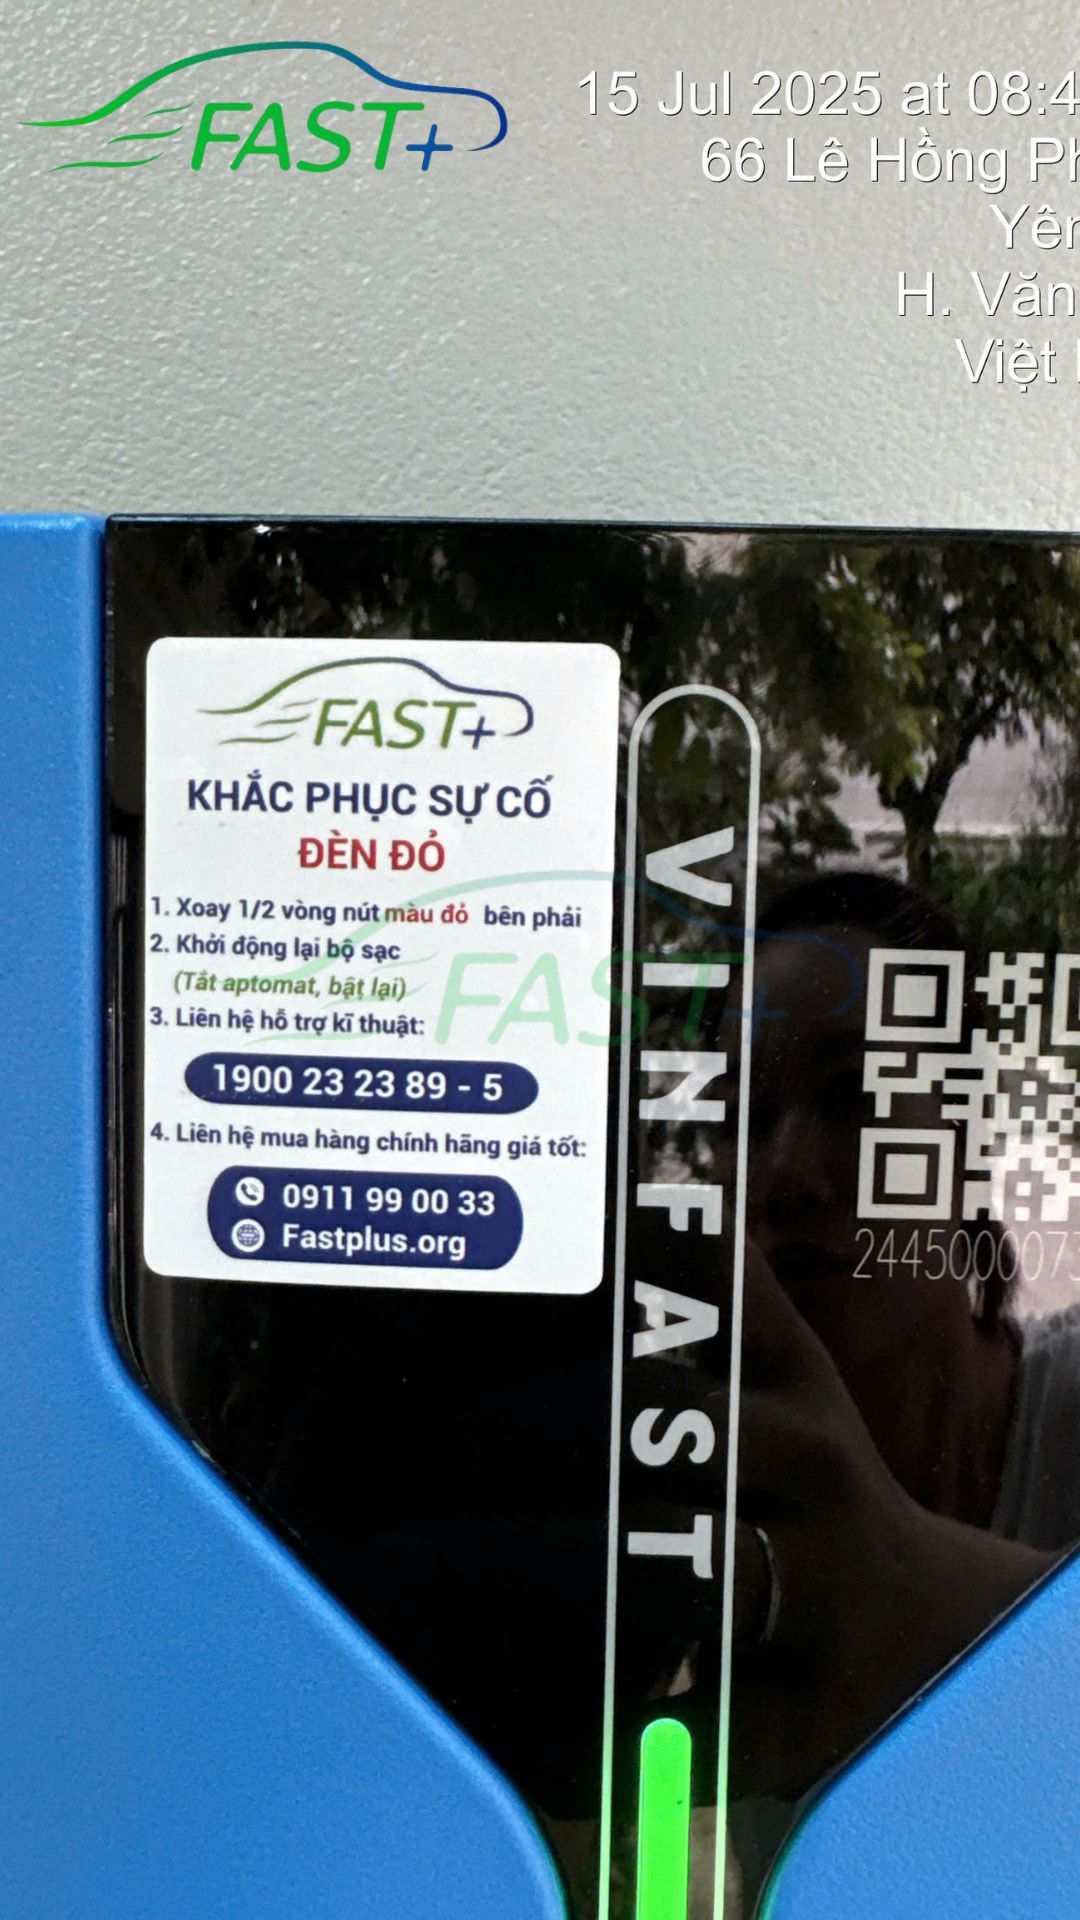 FAST+
15 Jul 2025 at 08:4
66 Lê Hồng Ph
Yên
H. Văn
Việt
FAST+
KHẮC PHỤC SỰ CỐ
ĐÈN ĐỎ
1. Xoay 1/2 vòng nút màu đỏ bên phải
2. Khởi động lại bộ sạc
(Tắt aptomat, bật lại)
3. Liên hệ hỗ trợ kĩ thuật:
1900 23 23 89 - 5
4. Liên hệ mua hàng chính hãng giá tốt:
0911 99 00 33
Fastplus.org
FAST+
VINFAST
2445000073